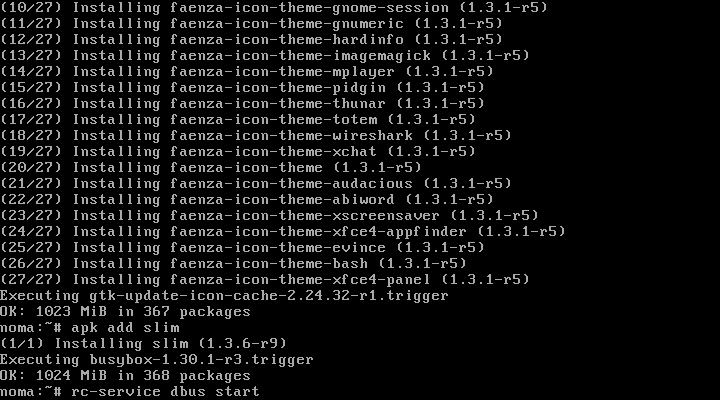 (10/27) Installing faenza-icon-theme-gnome-session (1.3.1-r5)
(11/27) Installing faenza-icon-theme-gnumeric (1.3.1-r5)
(12/27) Installing faenza-icon-theme-hardinfo (1.3.1-r5)
(13/27) Installing faenza-icon-theme-imagemagick (1.3.1-r5)
(14/27) Installing faenza-icon-theme-mplayer (1.3.1-r5)
(15/27) Installing faenza-icon-theme-pidgin (1.3.1-r5)
(16/27) Installing faenza-icon-theme-thunar (1.3.1-r5)
(17/27) Installing faenza-icon-theme-totem (1.3.1-r5)
(18/27) Installing faenza-icon-theme-wireshark (1.3.1-r5)
(19/27) Installing faenza-icon-theme-xchat (1.3.1-r5)
(20/27) Installing faenza-icon-theme (1.3.1-r5)
(21/27) Installing faenza-icon-theme-audacious (1.3.1-r5)
(22/27) Installing faenza-icon-theme-abiword (1.3.1-r5)
(23/27) Installing faenza-icon-theme-xscreensaver (1.3.1-r5)
(24/27) Installing faenza-icon-theme-xfce4-appfinder (1.3.1-r5)
(25/27) Installing faenza-icon-theme-evince (1.3.1-r5)
(26/27) Installing faenza-icon-theme-bash (1.3.1-r5)
(27/27) Installing faenza-icon-theme-xfce4-panel (1.3.1-r5)
Executing gtk-update-icon-cache-2.24.32-r1.trigger
OK: 1023 MiB in 367 packages
noma:~# apk add slim
(1/1) Installing slim (1.3.6-r9)
Executing busybox-1.30.1-r3.trigger
OK: 1024 MiB in 368 packages
noma:~# rc-service dbus start